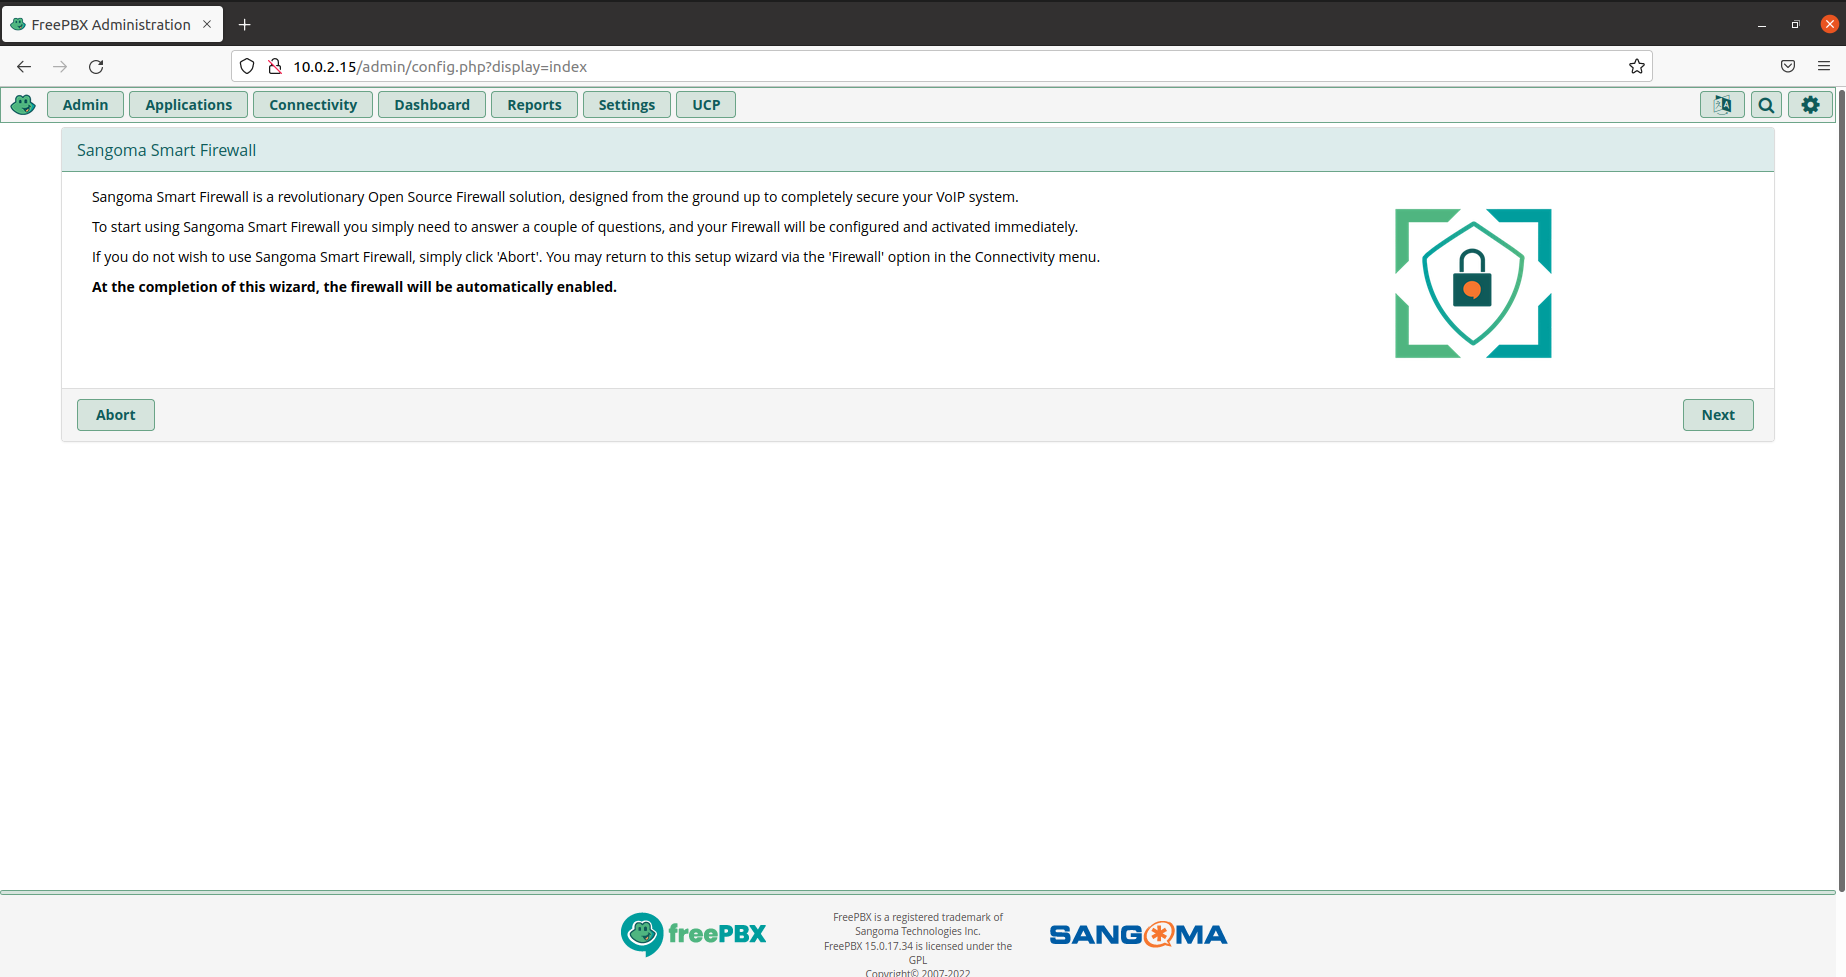 FreePBX Administration
10.0.2.15/admin/config.php?display=index
Admin Applications Connectivity Dashboard Reports Settings UCP
Sangoma Smart Firewall
Sangoma Smart Firewall is a revolutionary Open Source Firewall solution, designed from the ground up to completely secure your VoIP system.
To start using Sangoma Smart Firewall you simply need to answer a couple of questions, and your Firewall will be configured and activated immediately.
If you do not wish to use Sangoma Smart Firewall, simply click 'Abort'. You may return to this setup wizard via the 'Firewall' option in the Connectivity menu.
At the completion of this wizard, the firewall will be automatically enabled.
Abort Next
freePBX
FreePBX is a registered trademark of
Sangoma Technologies Inc.
FreePBX 15.0.17.34 is licensed under the
GPL
Copyright© 2007-2022
SANGOMA